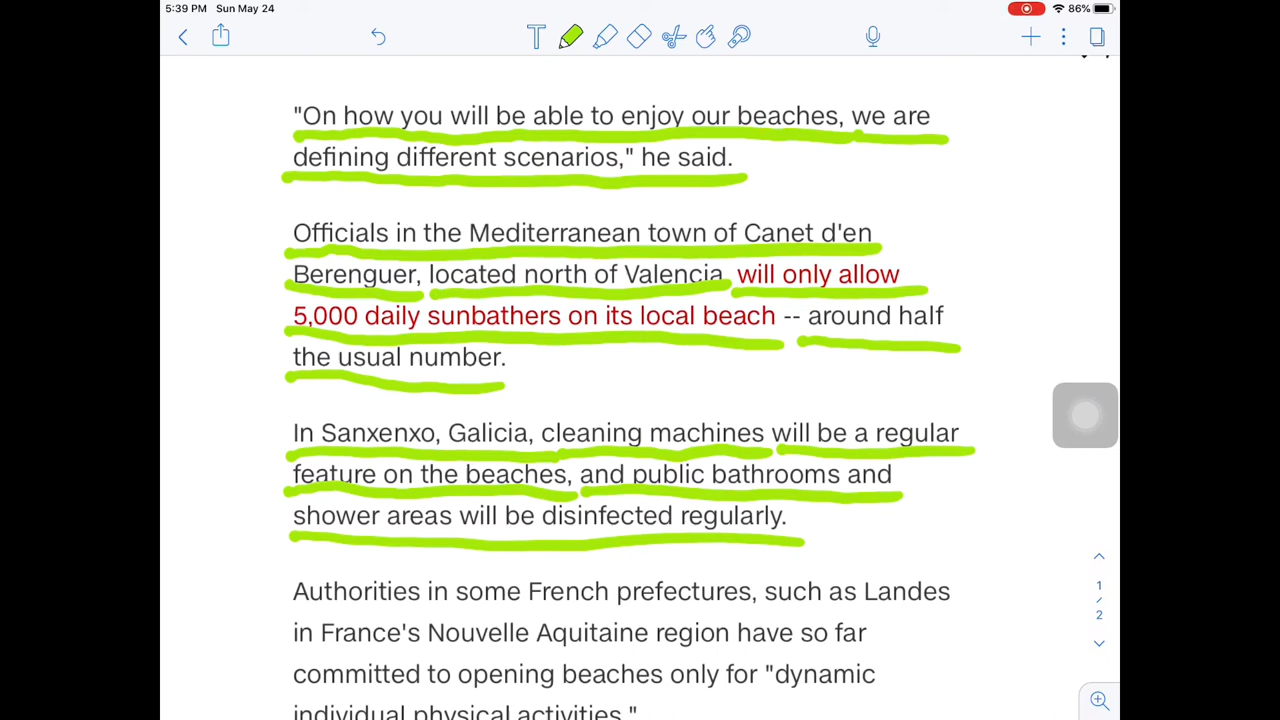 5:39 PM Sun May 24
86%
"On how you will be able to enjoy our beaches, we are
defining different scenarios," he said.
Officials in the Mediterranean town of Canet d'en
Berenguer, located north of Valencia, will only allow
5,000 daily sunbathers on its local beach -- around half
the usual number.
In Sanxenxo, Galicia, cleaning machines will be a regular
feature on the beaches, and public bathrooms and
shower areas will be disinfected regularly.
Authorities in some French prefectures, such as Landes
in France's Nouvelle Aquitaine region have so far
committed to opening beaches only for "dynamic
individual physical activities."
1
/
2